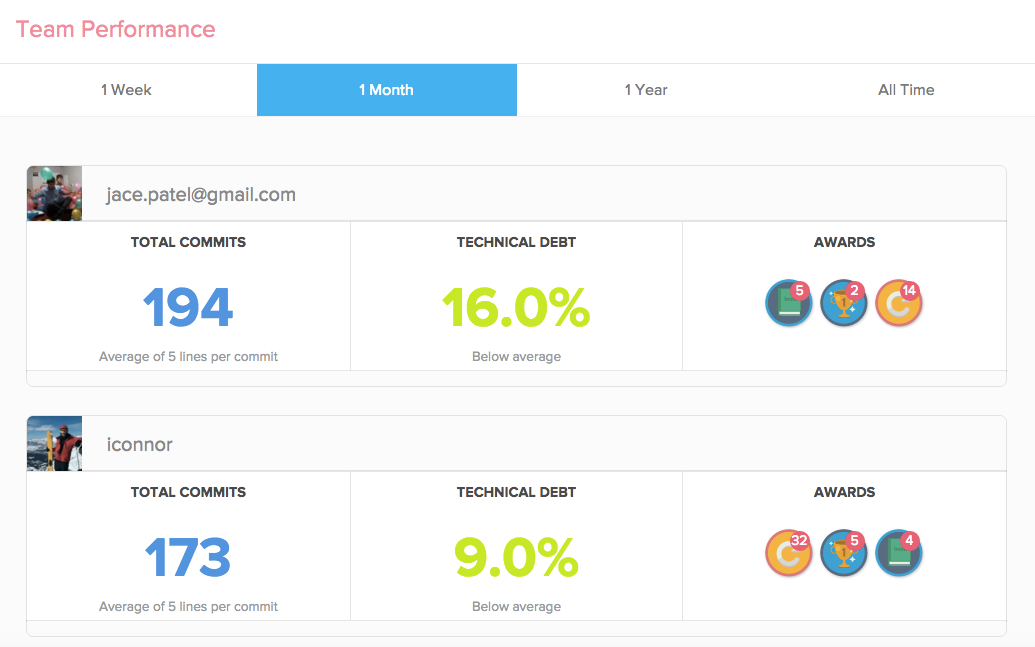 Team Performance
1 Week 1 Month 1 Year All Time
jace.patel@gmail.com
TOTAL COMMITS TECHNICAL DEBT AWARDS
194 16.0% 5 1 2 C 14
Average of 5 lines per commit Below average
iconnor
TOTAL COMMITS TECHNICAL DEBT AWARDS
173 9.0% C 32 1 5 4
Average of 5 lines per commit Below average